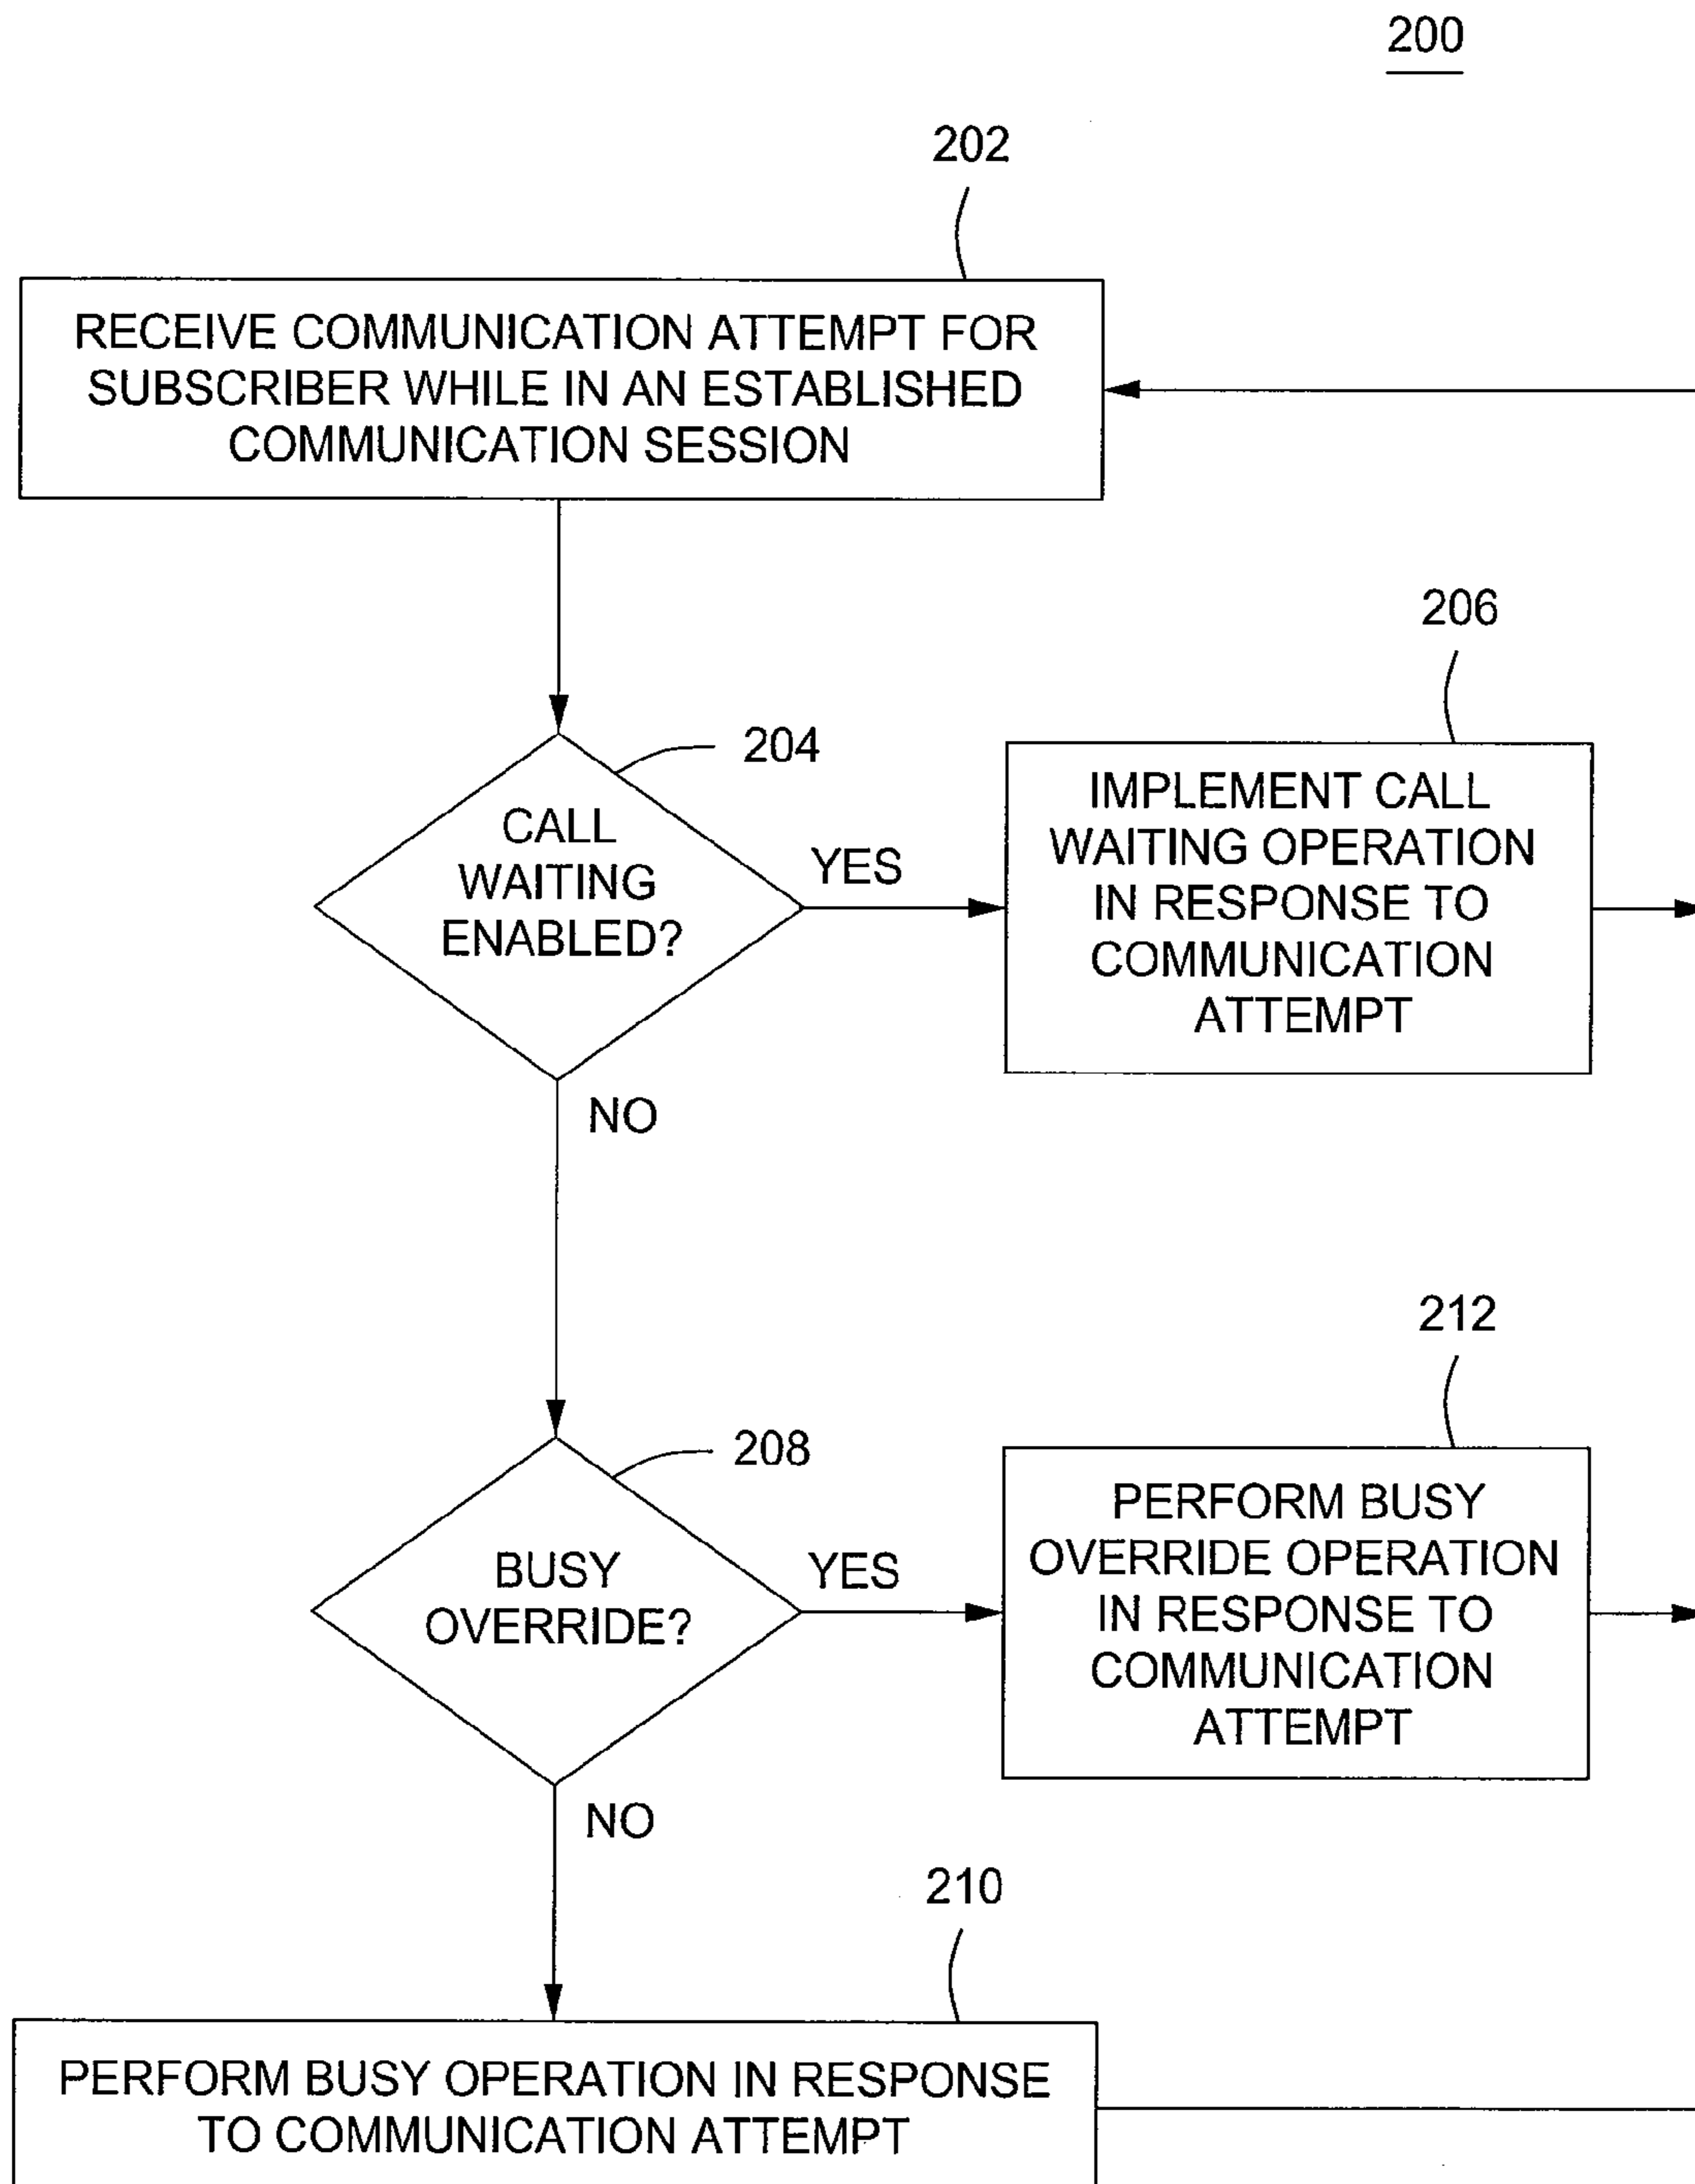 200
202
RECEIVE COMMUNICATION ATTEMPT FOR
SUBSCRIBER WHILE IN AN ESTABLISHED
COMMUNICATION SESSION
204
CALL
WAITING
ENABLED?
YES
NO
206
IMPLEMENT CALL
WAITING OPERATION
IN RESPONSE TO
COMMUNICATION
ATTEMPT
208
BUSY
OVERRIDE?
YES
NO
212
PERFORM BUSY
OVERRIDE OPERATION
IN RESPONSE TO
COMMUNICATION
ATTEMPT
210
PERFORM BUSY OPERATION IN RESPONSE
TO COMMUNICATION ATTEMPT